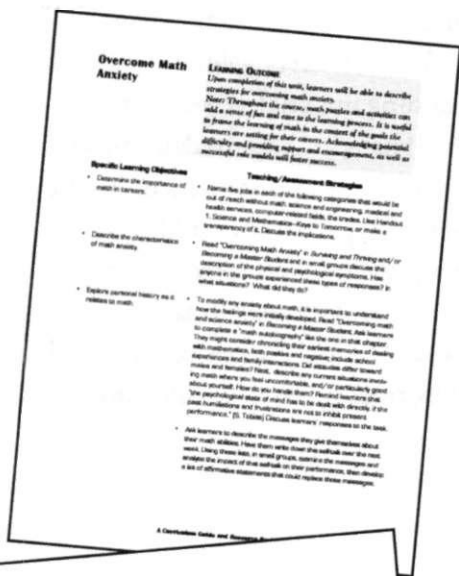 Overcome Math
Anxiety
LEARNING OUTCOME
Upon completion of this unit, learners will be able to describe
strategies for overcoming math anxiety.
Note: Throughout the course, math puzzles and activities can
add a sense of fun and ease to the learning process. It is useful
to frame the learning of math in the context of the goals the
learners are setting for their careers. Acknowledging potential
difficulty and providing support and encouragement, as well as
successful role models will foster success.
Specific Learning Objectives
Teaching/Assessment Strategies
• Determine the importance of
math in careers.
• Name five jobs in each of the following categories that would be
out of reach without math, science and engineering, medical and
health services, computer-related fields, the trades. Use Handout
1, Science and Mathematics–Keys to Tomorrow, or make a
transparency of it. Discuss the implications.
• Describe the characteristics
of math anxiety.
• Read "Overcoming Math Anxiety" in Surviving and Thriving and/or
Becoming a Master Student and in small groups discuss the
description of the physical and psychological symptoms. Has
anyone in the groups experienced these types of responses? In
what situations? What did they do?
• Explore personal history as it
relates to math.
• To modify any anxiety about math, it is important to understand
how the feelings were initially developed. Read "Overcoming math
and science anxiety" in Becoming a Master Student. Ask learners
to complete a "math autobiography" like the one in that chapter.
They might consider chronicling their earliest memories of dealing
with mathematics, both positive and negative; include school
experiences and family interactions. Did attitudes differ toward
males and females? Next, describe any current situations involv-
ing math where you feel uncomfortable, and/or particularly good
about yourself. How do you handle them? Remind learners that
"the psychological state of mind has to be dealt with directly if the
past humiliations and frustrations are not to inhibit present
performance." (S. Tobias) Discuss learners' responses to the task.
• Ask learners to describe the messages they give themselves about
their math abilities. Have them write down this selftalk over the next
week. Using these lists, in small groups, examine the messages and
analyze the impact of that selftalk on their performance, then develop
a list of affirmative statements that could replace those messages.
A Curriculum Guide and Resource